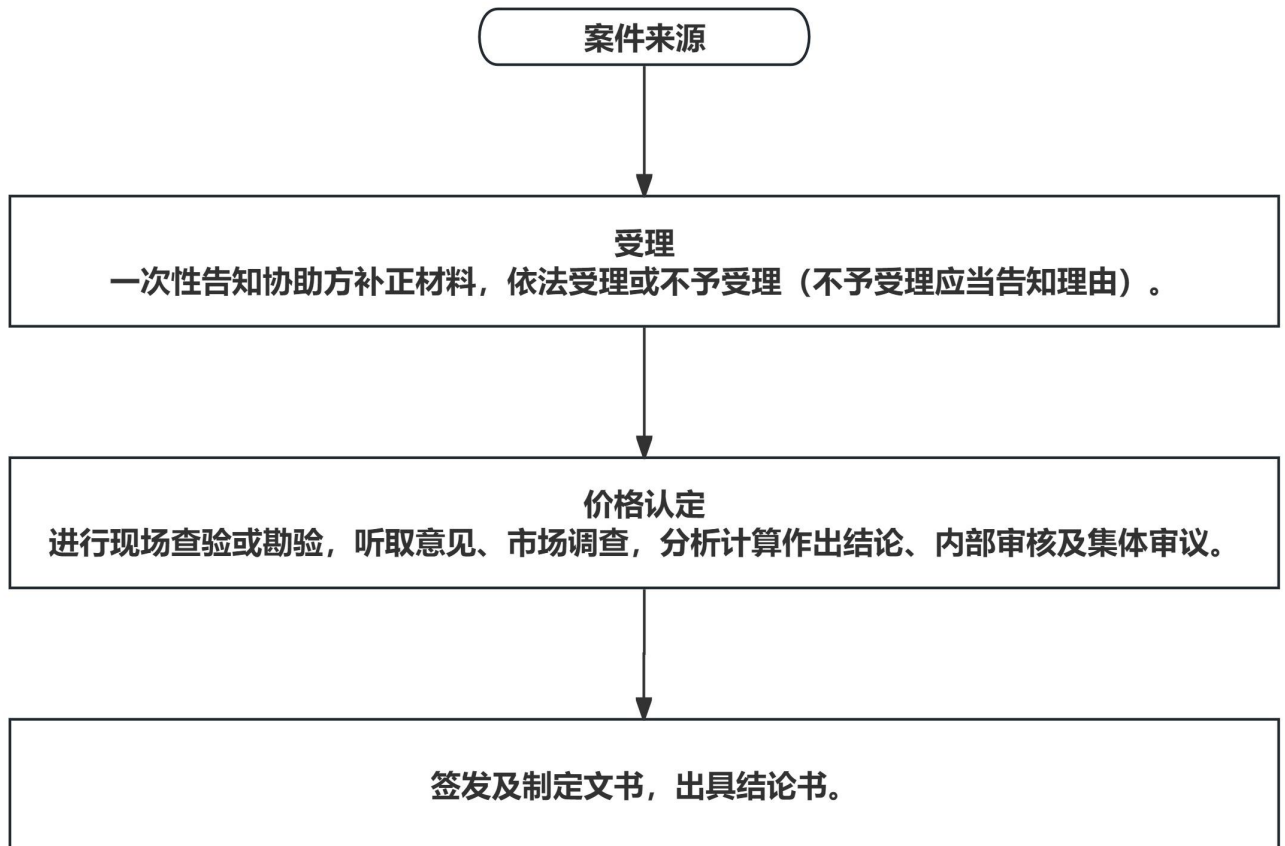 案件来源
受理
一次性告知协助方补正材料，依法受理或不予受理（不予受理应当告知理由）。
价格认定
进行现场查验或勘验，听取意见、市场调查，分析计算作出结论、内部审核及集体审议。
签发及制定文书，出具结论书。